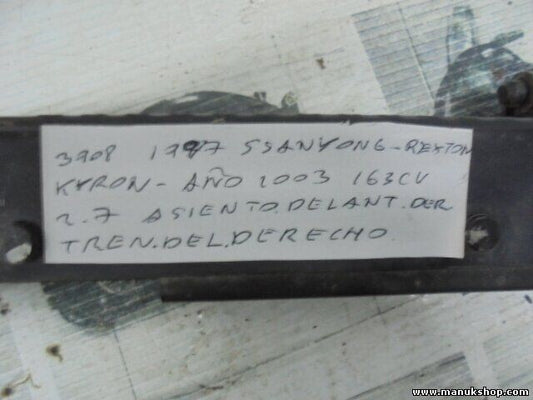 3908 1997 SSANYONG-REXTON
KYRON-AÑO 2003 163CV
2.7 ASIENTO.DELANT.DER
TREN.DEL.DERECHO.
www.manukshop.com